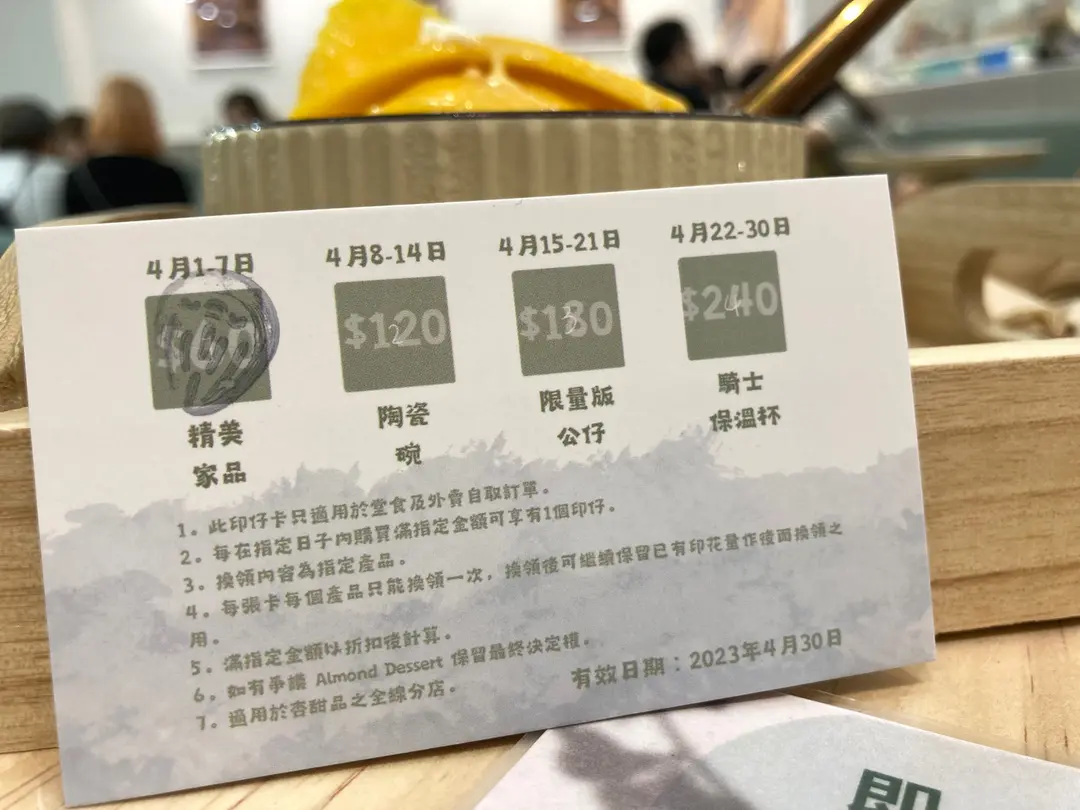 4月1-7日
4月8-14日
4月15-21日
4月22-30日
$60
$120
$180
$240
2
3
4
精美
家品
陶瓷
碗
限量版
公仔
騎士
保溫杯
1。此印仔卡只適用於堂食及外賣自取訂單。
2。每在指定日子內購買滿指定金額可享有1個印仔。
3。換領內容為指定產品。
4。每張卡每個產品只能換領一次，換領後可繼續保留已有印花量作後面換領之
用。
5。滿指定金額以折扣後計算。
6。如有爭議 Almond Dessert 保留最終決定權。
7。適用於杏甜品之全線分店。
有效日期：2023年4月30日
即